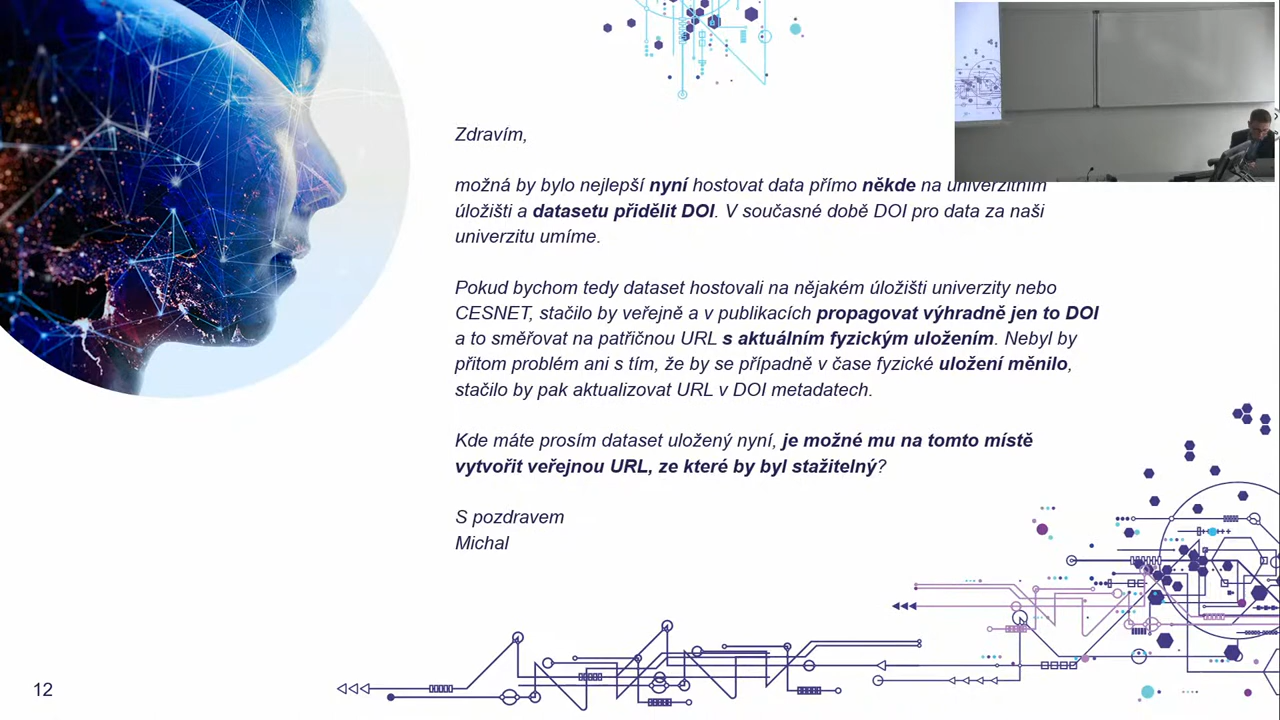 Zdravím,
možná by bylo nejlepší nyní hostovat data přímo někde na univerzitním
úložišti a datasetu přidělit DOI. V současné době DOI pro data za naši
univerzitu umíme.
Pokud bychom tedy dataset hostovali na nějakém úložišti univerzity nebo
CESNET, stačilo by veřejně a v publikacích propagovat výhradně jen to DOI
a to směřovat na patřičnou URL s aktuálním fyzickým uložením. Nebyl by
přitom problém ani s tím, že by se případně v čase fyzické uložení měnilo,
stačilo by pak aktualizovat URL v DOI metadatech.
Kde máte prosím dataset uložený nyní, je možné mu na tomto místě
vytvořit veřejnou URL, ze které by byl stažitelný?
S pozdravem
Michal
12